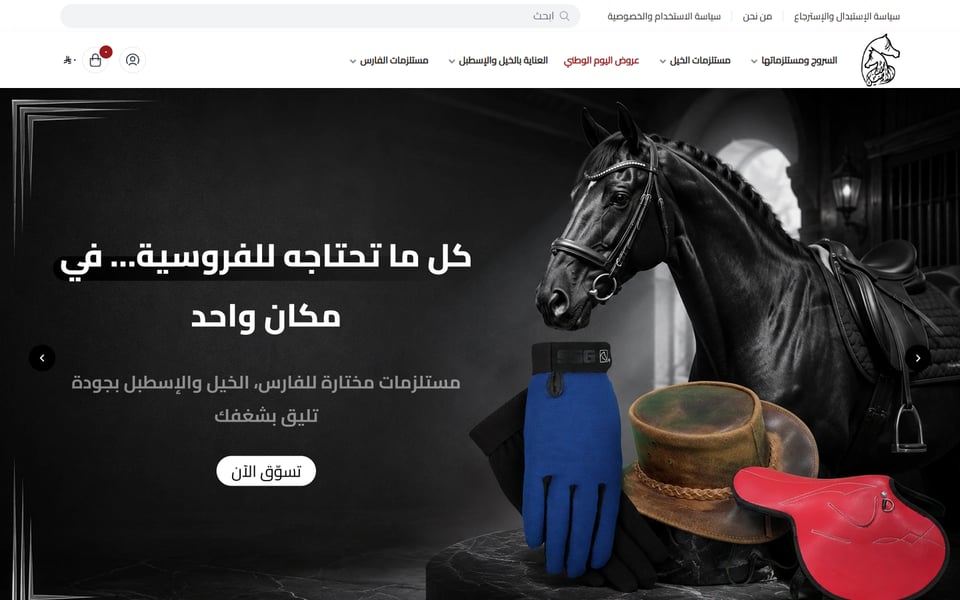 سياسة الإستبدال والإسترجاع
من نحن
سياسة الاستخدام والخصوصية
ابحث
السروج ومستلزماتها
مستلزمات الخيل
عروض اليوم الوطني
العناية بالخيل والإسطبل
مستلزمات الفارس
كل ما تحتاجه للفروسية... في
مكان واحد
مستلزمات مختارة للفارس، الخيل والإسطبل بجودة
تليق بشغفك
تسوّق الآن
SSG